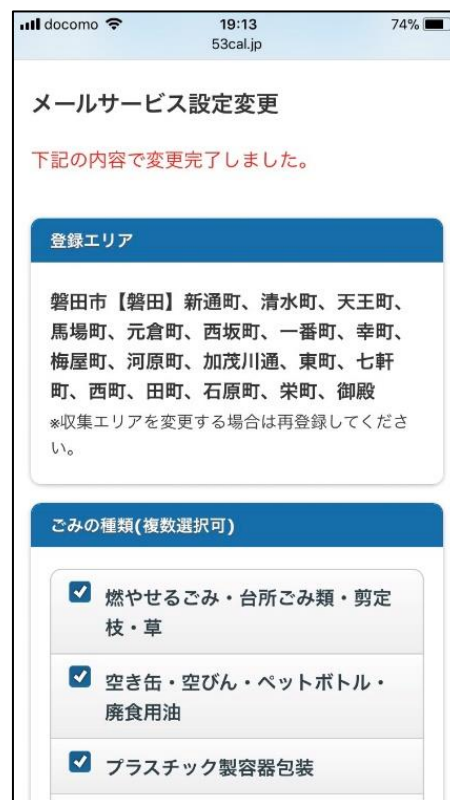 docomo 19:13 74%
53cal.jp
メールサービス設定変更
下記の内容で変更完了しました。
登録エリア
磐田市【磐田】新通町、清水町、天王町、
馬場町、元倉町、西坂町、一番町、幸町、
梅屋町、河原町、加茂川通、東町、七軒
町、西町、田町、石原町、栄町、御殿
※収集エリアを変更する場合は再登録してくださ
い。
ごみの種類(複数選択可)
燃やせるごみ・台所ごみ類・剪定
枝・草
空き缶・空びん・ペットボトル・
廃食用油
プラスチック製容器包装